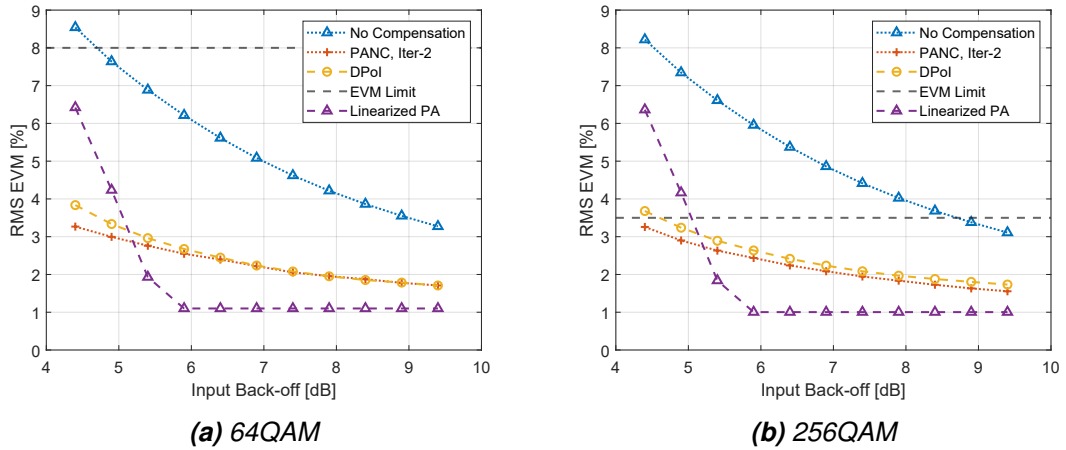 9
8
7
6
5
4
3
2
1
0
RMS EVM [%]
4 5 6 7 8 9 10
Input Back-off [dB]
No Compensation
PANC, Iter-2
DPoI
EVM Limit
Linearized PA
(a) 64QAM
9
8
7
6
5
4
3
2
1
0
RMS EVM [%]
4 5 6 7 8 9 10
Input Back-off [dB]
No Compensation
PANC, Iter-2
DPoI
EVM Limit
Linearized PA
(b) 256QAM